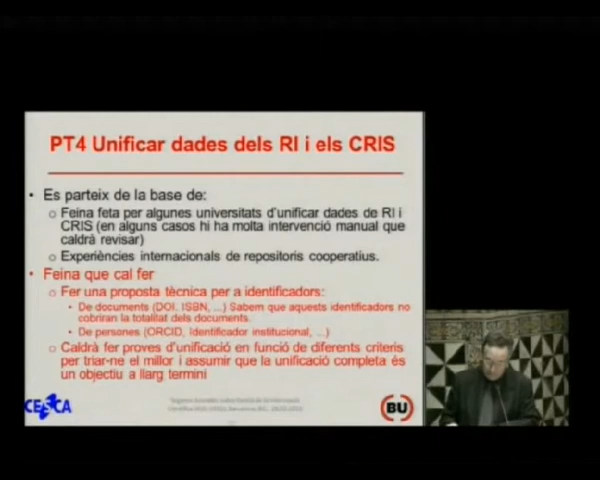 PT4 Unificar dades dels RI i els CRIS
• Es parteix de la base de:
o Feina feta per algunes universitats d'unificar dades de RI i
CRIS (en alguns casos hi ha molta intervenció manual que
caldrà revisar)
o Experiències internacionals de repositoris cooperatius.
• Feina que cal fer
o Fer una proposta tècnica per a identificadors:
• De documents (DOI, ISBN, ...) Sabem que aquests identificadors no
cobriran la totalitat dels documents.
• De persones (ORCID, Identificador institucional, ...)
o Caldrà fer proves d'unificació en funció de diferents criteris
per triar-ne el millor i assumir que la unificació completa és
un objectiu a llarg termini
BU